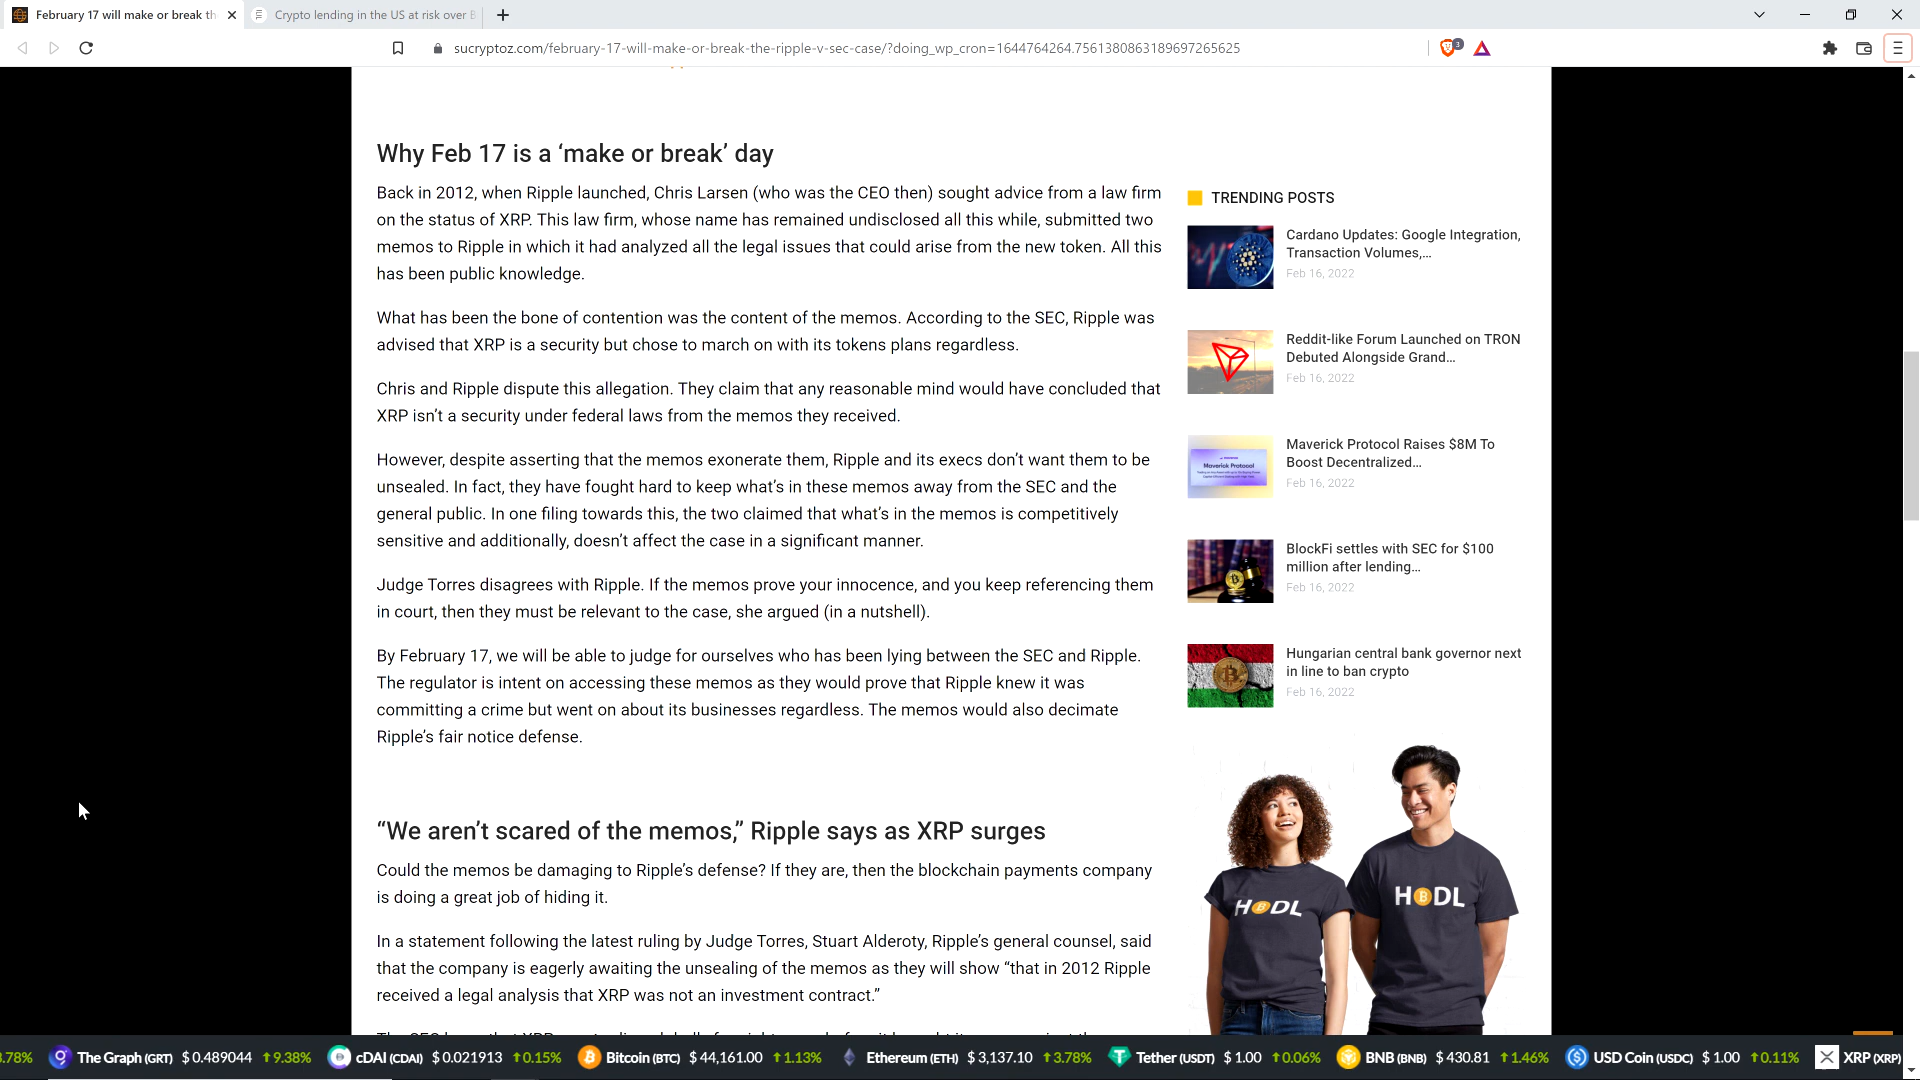 February 17 will make or break th
Crypto lending in the US at risk over B
sucryptoz.com/february-17-will-make-or-break-the-ripple-v-sec-case/?doing_wp_cron=1644764264.7561380863189697265625
3
Why Feb 17 is a ‘make or break’ day
Back in 2012, when Ripple launched, Chris Larsen (who was the CEO then) sought advice from a law firm
on the status of XRP. This law firm, whose name has remained undisclosed all this while, submitted two
memos to Ripple in which it had analyzed all the legal issues that could arise from the new token. All this
has been public knowledge.
What has been the bone of contention was the content of the memos. According to the SEC, Ripple was
advised that XRP is a security but chose to march on with its tokens plans regardless.
Chris and Ripple dispute this allegation. They claim that any reasonable mind would have concluded that
XRP isn’t a security under federal laws from the memos they received.
However, despite asserting that the memos exonerate them, Ripple and its execs don’t want them to be
unsealed. In fact, they have fought hard to keep what’s in these memos away from the SEC and the
general public. In one filing towards this, the two claimed that what’s in the memos is competitively
sensitive and additionally, doesn’t affect the case in a significant manner.
Judge Torres disagrees with Ripple. If the memos prove your innocence, and you keep referencing them
in court, then they must be relevant to the case, she argued (in a nutshell).
By February 17, we will be able to judge for ourselves who has been lying between the SEC and Ripple.
The regulator is intent on accessing these memos as they would prove that Ripple knew it was
committing a crime but went on about its businesses regardless. The memos would also decimate
Ripple’s fair notice defense.
“We aren’t scared of the memos,” Ripple says as XRP surges
Could the memos be damaging to Ripple’s defense? If they are, then the blockchain payments company
is doing a great job of hiding it.
In a statement following the latest ruling by Judge Torres, Stuart Alderoty, Ripple’s general counsel, said
that the company is eagerly awaiting the unsealing of the memos as they will show “that in 2012 Ripple
received a legal analysis that XRP was not an investment contract.”
TRENDING POSTS
Cardano Updates: Google Integration,
Transaction Volumes,...
Feb 16, 2022
Reddit-like Forum Launched on TRON
Debuted Alongside Grand...
Feb 16, 2022
Maverick Protocol
Maverick Protocol Raises $8M To
Boost Decentralized...
Feb 16, 2022
BlockFi settles with SEC for $100
million after lending...
Feb 16, 2022
Hungarian central bank governor next
in line to ban crypto
Feb 16, 2022
HODL
HODL
3.78% The Graph (GRT) $ 0.489044 ↑9.38% cDAI (CDAI) $ 0.021913 ↑0.15% Bitcoin (BTC) $ 44,161.00 ↑1.13% Ethereum (ETH) $ 3,137.10 ↑3.78% Tether (USDT) $ 1.00 ↑0.06% BNB (BNB) $ 430.81 ↑1.46% USD Coin (USDC) $ 1.00 ↑0.11% XRP (XRP)